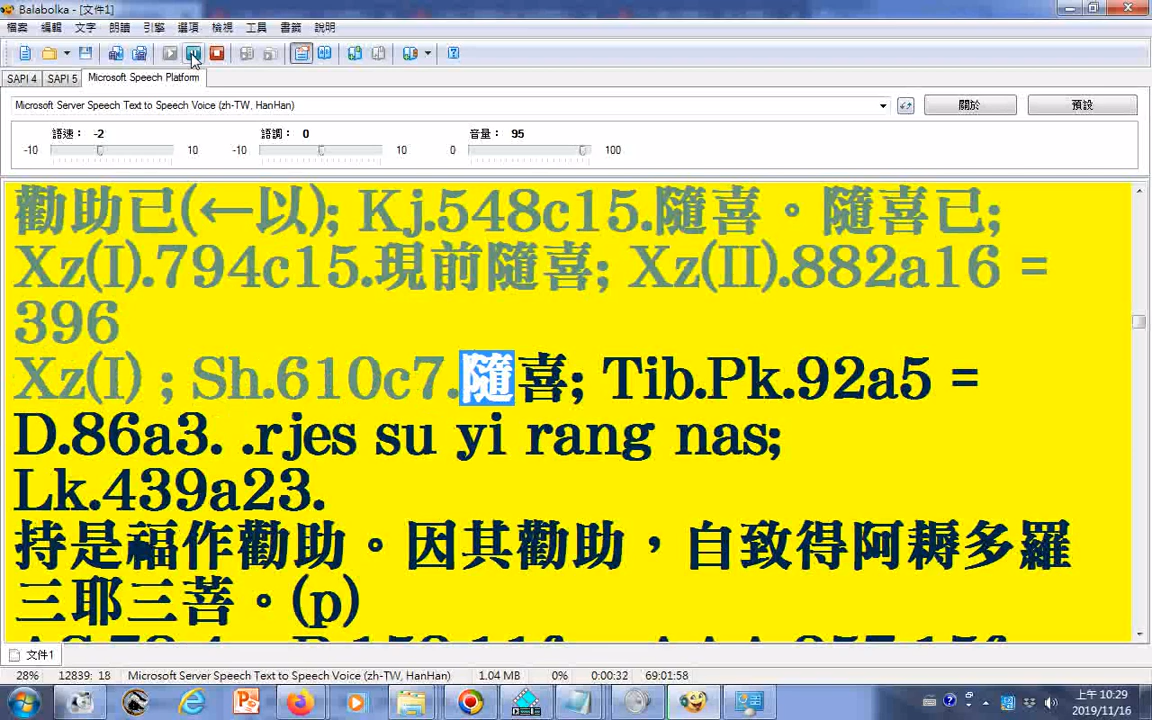 Balabolka - [文件1]
檔案 編輯 文字 朗讀 引擎 選項 檢視 工具 書籤 說明
SAPI 4 SAPI 5 Microsoft Speech Platform
Microsoft Server Speech Text to Speech Voice (zh-TW, HanHan) 關於 預設
語速： -2 語調： 0 音量： 95
-10 10 -10 10 0 100
勸助已(←以); Kj.548c15.隨喜。隨喜已;
Xz(I).794c15.現前隨喜; Xz(II).882a16 =
396
Xz(I) ; Sh.610c7.隨喜; Tib.Pk.92a5 =
D.86a3. .rjes su yi rang nas;
Lk.439a23.
持是福作勸助。因其勸助，自致得阿耨多羅
三耶三菩。(p)
文件1
28% 12839: 18 Microsoft Server Speech Text to Speech Voice (zh-TW, HanHan) 1.04 MB 0% 0:00:32 69:01:58
上午 10:29
2019/11/16